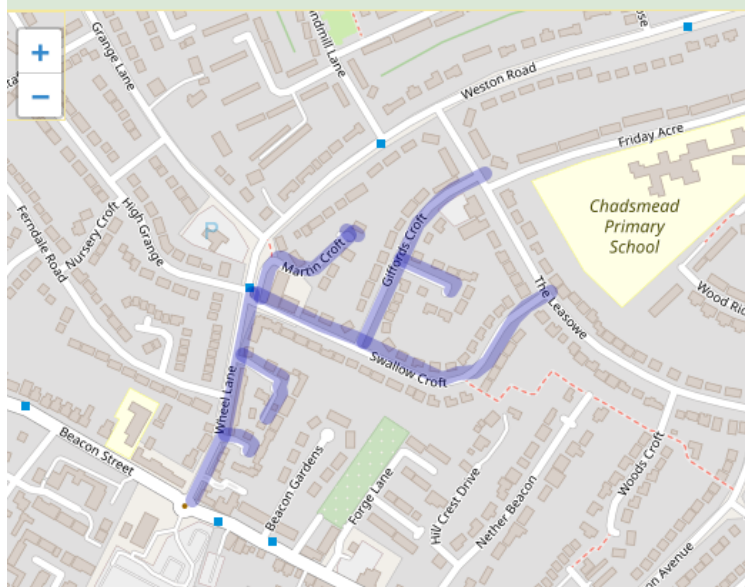 +
−
Grange Lane
Weston Road
Friday Acre
Chadsmead
Primary
School
High Grange
Nursery Croft
Ferndale Road
P
Martin Croft
Giffords Croft
The Leasowe
Wood
Swallow Croft
Wheel Lane
Beacon Street
Beacon Gardens
Forge Lane
Hill Crest Drive
Nether Beacon
Woods Croft
Avenue